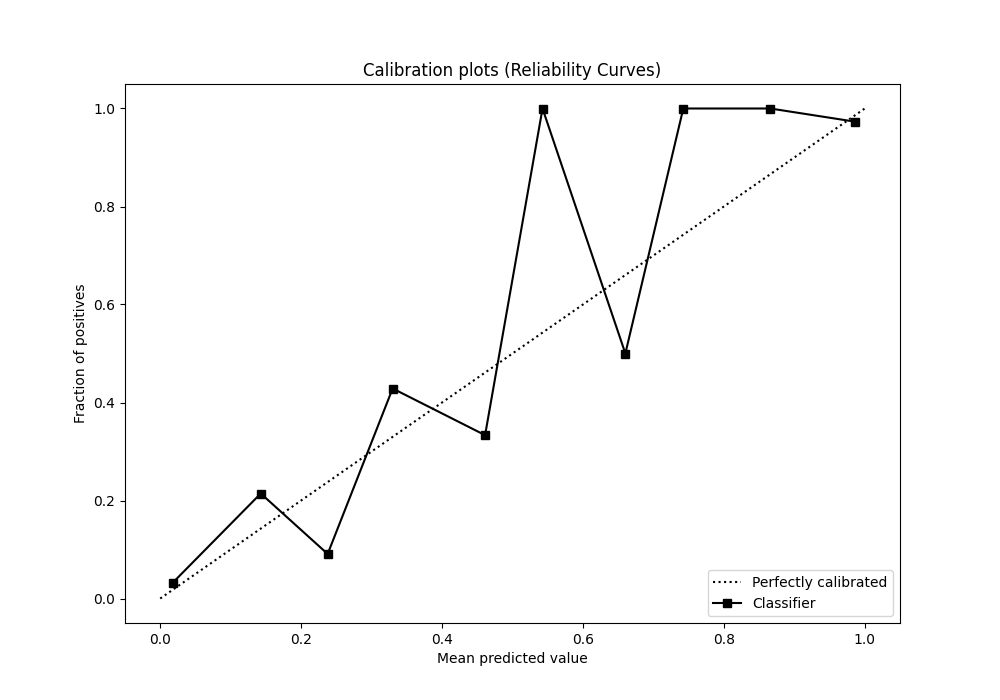 Calibration plots (Reliability Curves)
1.0
0.8
0.6
0.4
0.2
0.0
Fraction of positives
0.0 0.2 0.4 0.6 0.8 1.0
Mean predicted value
Perfectly calibrated
Classifier